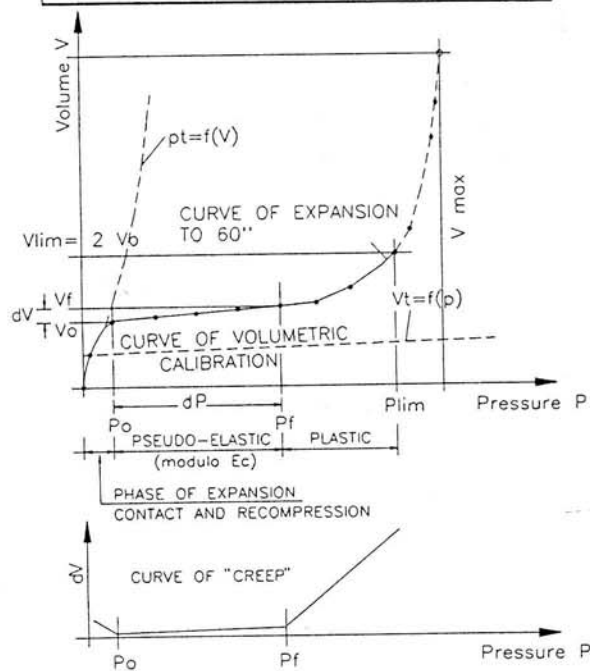 Volume V
pt=f(V)
CURVE OF EXPANSION
TO 60"
V max
Vlim= 2 Vo
Vf
dV
Vo
Vt=f(p)
CURVE OF VOLUMETRIC
CALIBRATION
dP
Po
Pf
Plim
Pressure P
PSEUDO-ELASTIC
PLASTIC
(modulo Ec)
PHASE OF EXPANSION
CONTACT AND RECOMPRESSION
dV
CURVE OF "CREEP"
Po
Pf
Pressure P